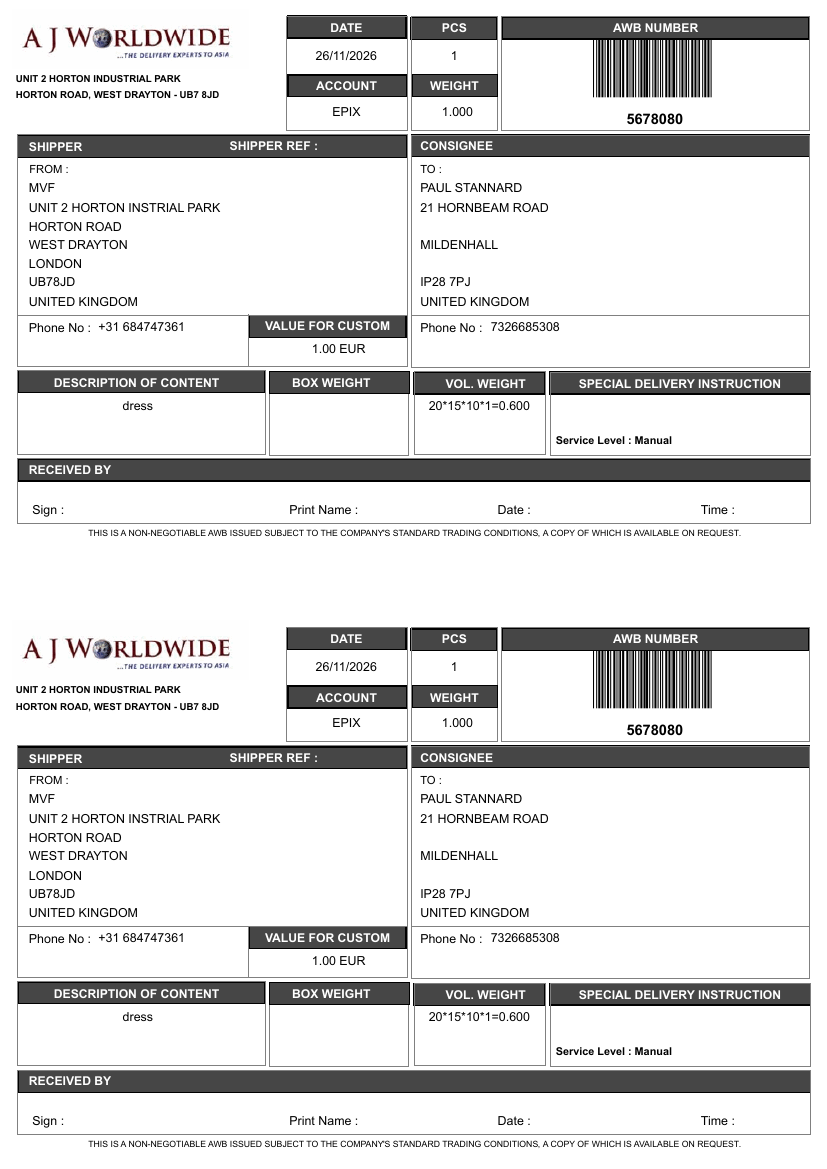 A J WORLDWIDE
...THE DELIVERY EXPERTS TO ASIA
UNIT 2 HORTON INDUSTRIAL PARK
HORTON ROAD, WEST DRAYTON - UB7 8JD
DATE PCS AWB NUMBER
26/11/2026 1
ACCOUNT WEIGHT
EPIX 1.000 5678080
SHIPPER SHIPPER REF : CONSIGNEE
FROM : TO :
MVF PAUL STANNARD
UNIT 2 HORTON INSTRIAL PARK 21 HORNBEAM ROAD
HORTON ROAD
WEST DRAYTON MILDENHALL
LONDON
UB78JD IP28 7PJ
UNITED KINGDOM UNITED KINGDOM
Phone No : +31 684747361 VALUE FOR CUSTOM Phone No : 7326685308
1.00 EUR
DESCRIPTION OF CONTENT BOX WEIGHT VOL. WEIGHT SPECIAL DELIVERY INSTRUCTION
dress 20*15*10*1=0.600
Service Level : Manual
RECEIVED BY
Sign : Print Name : Date : Time :
THIS IS A NON-NEGOTIABLE AWB ISSUED SUBJECT TO THE COMPANY'S STANDARD TRADING CONDITIONS, A COPY OF WHICH IS AVAILABLE ON REQUEST.
A J WORLDWIDE
...THE DELIVERY EXPERTS TO ASIA
UNIT 2 HORTON INDUSTRIAL PARK
HORTON ROAD, WEST DRAYTON - UB7 8JD
DATE PCS AWB NUMBER
26/11/2026 1
ACCOUNT WEIGHT
EPIX 1.000 5678080
SHIPPER SHIPPER REF : CONSIGNEE
FROM : TO :
MVF PAUL STANNARD
UNIT 2 HORTON INSTRIAL PARK 21 HORNBEAM ROAD
HORTON ROAD
WEST DRAYTON MILDENHALL
LONDON
UB78JD IP28 7PJ
UNITED KINGDOM UNITED KINGDOM
Phone No : +31 684747361 VALUE FOR CUSTOM Phone No : 7326685308
1.00 EUR
DESCRIPTION OF CONTENT BOX WEIGHT VOL. WEIGHT SPECIAL DELIVERY INSTRUCTION
dress 20*15*10*1=0.600
Service Level : Manual
RECEIVED BY
Sign : Print Name : Date : Time :
THIS IS A NON-NEGOTIABLE AWB ISSUED SUBJECT TO THE COMPANY'S STANDARD TRADING CONDITIONS, A COPY OF WHICH IS AVAILABLE ON REQUEST.